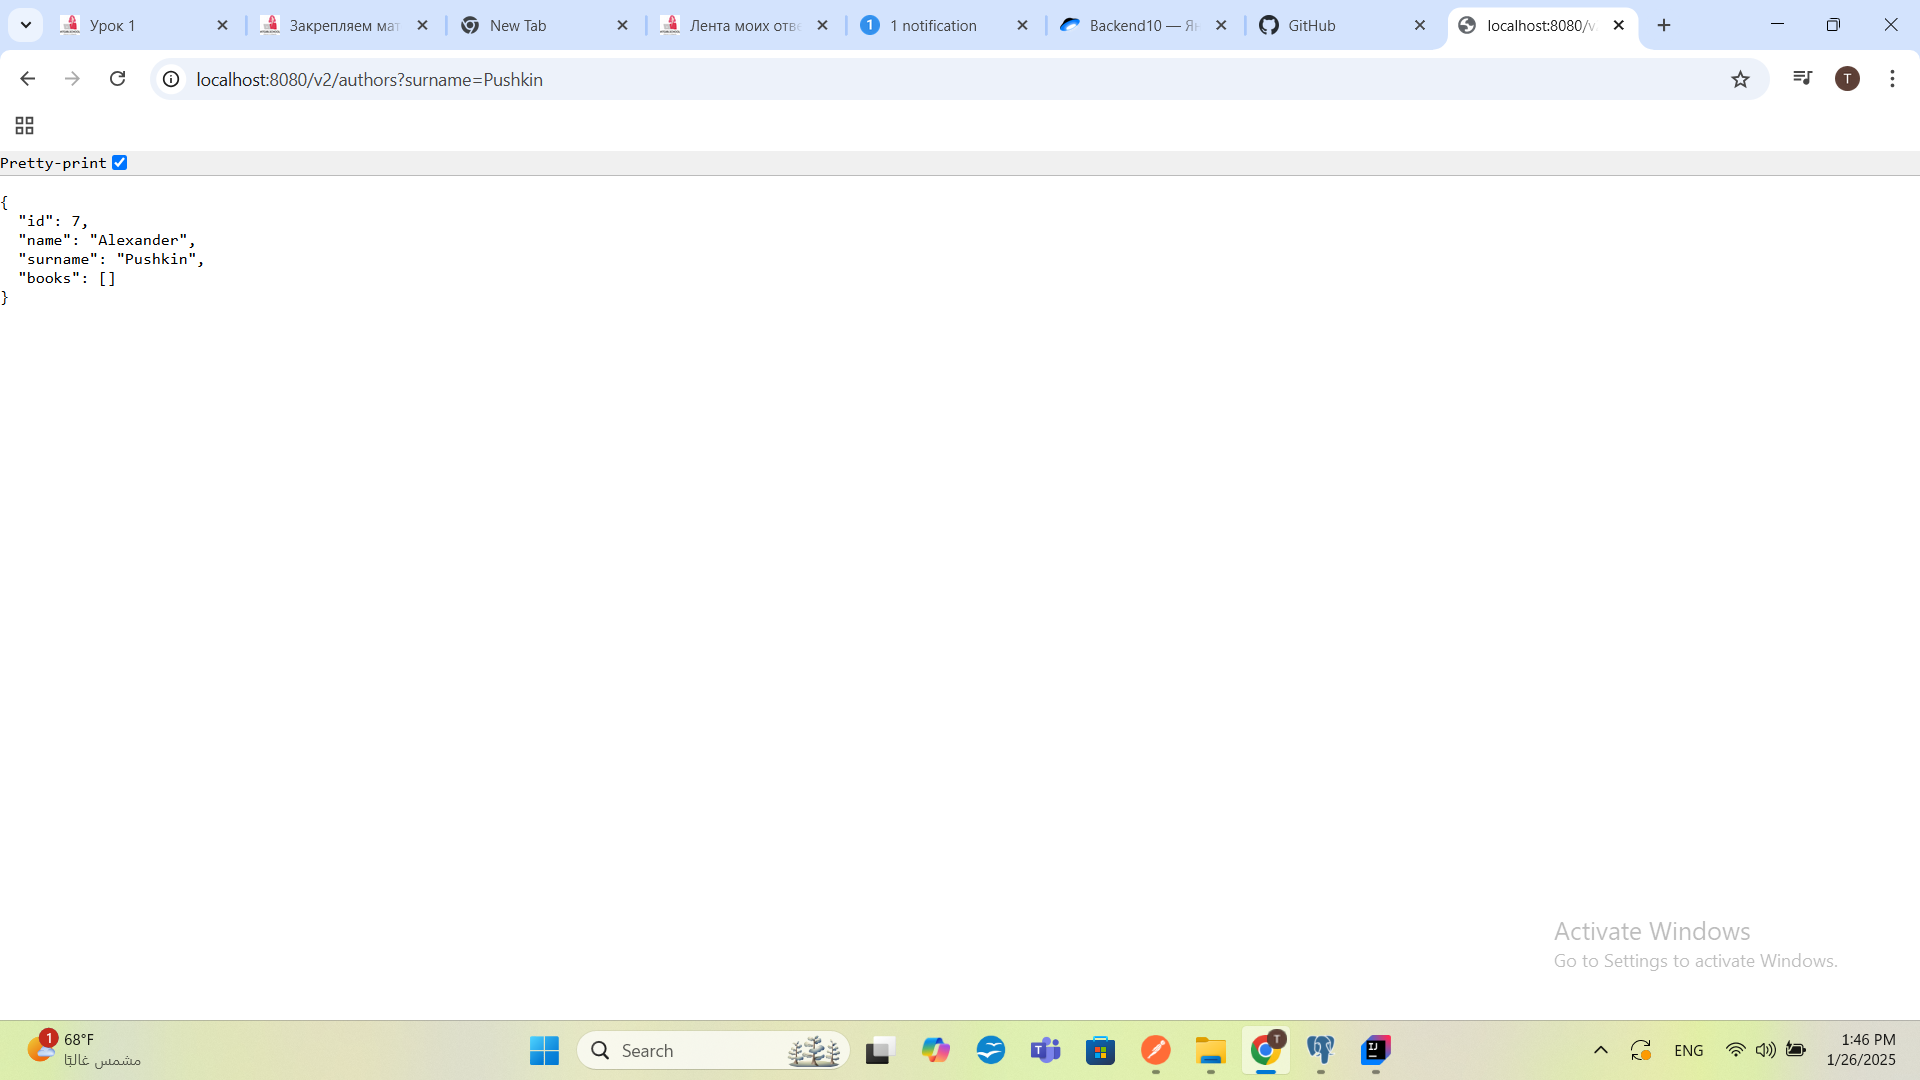 Урок 1
Закрепляем мат
New Tab
Лента моих отве
1 1 notification
Backend10 — Ян
GitHub
localhost:8080/v
localhost:8080/v2/authors?surname=Pushkin
T
Pretty-print
{
"id": 7,
"name": "Alexander",
"surname": "Pushkin",
"books": []
}
Activate Windows
Go to Settings to activate Windows.
1
68°F
مشمس غالبًا
Search
T
ENG
1:46 PM
1/26/2025